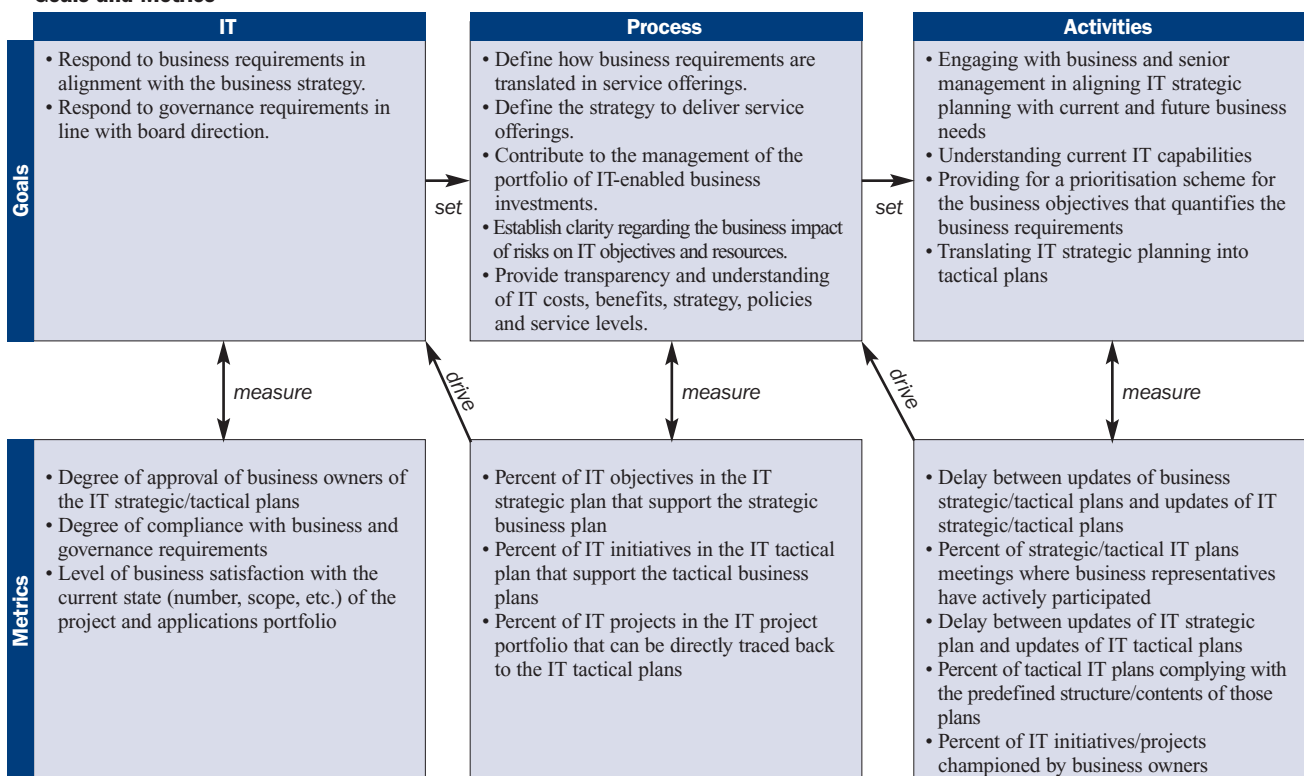 Goals and Metrics
IT
Process
Activities
Goals
• Respond to business requirements in
alignment with the business strategy.
• Respond to governance requirements in
line with board direction.
set
• Define how business requirements are
translated in service offerings.
• Define the strategy to deliver service
offerings.
• Contribute to the management of the
portfolio of IT-enabled business
investments.
• Establish clarity regarding the business impact
of risks on IT objectives and resources.
• Provide transparency and understanding
of IT costs, benefits, strategy, policies
and service levels.
set
• Engaging with business and senior
management in aligning IT strategic
planning with current and future business
needs
• Understanding current IT capabilities
• Providing for a prioritisation scheme for
the business objectives that quantifies the
business requirements
• Translating IT strategic planning into
tactical plans
measure
drive
measure
drive
measure
Metrics
• Degree of approval of business owners of
the IT strategic/tactical plans
• Degree of compliance with business and
governance requirements
• Level of business satisfaction with the
current state (number, scope, etc.) of the
project and applications portfolio
• Percent of IT objectives in the IT
strategic plan that support the strategic
business plan
• Percent of IT initiatives in the IT tactical
plan that support the tactical business
plans
• Percent of IT projects in the IT project
portfolio that can be directly traced back
to the IT tactical plans
• Delay between updates of business
strategic/tactical plans and updates of IT
strategic/tactical plans
• Percent of strategic/tactical IT plans
meetings where business representatives
have actively participated
• Delay between updates of IT strategic
plan and updates of IT tactical plans
• Percent of tactical IT plans complying with
the predefined structure/contents of those
plans
• Percent of IT initiatives/projects
championed by business owners